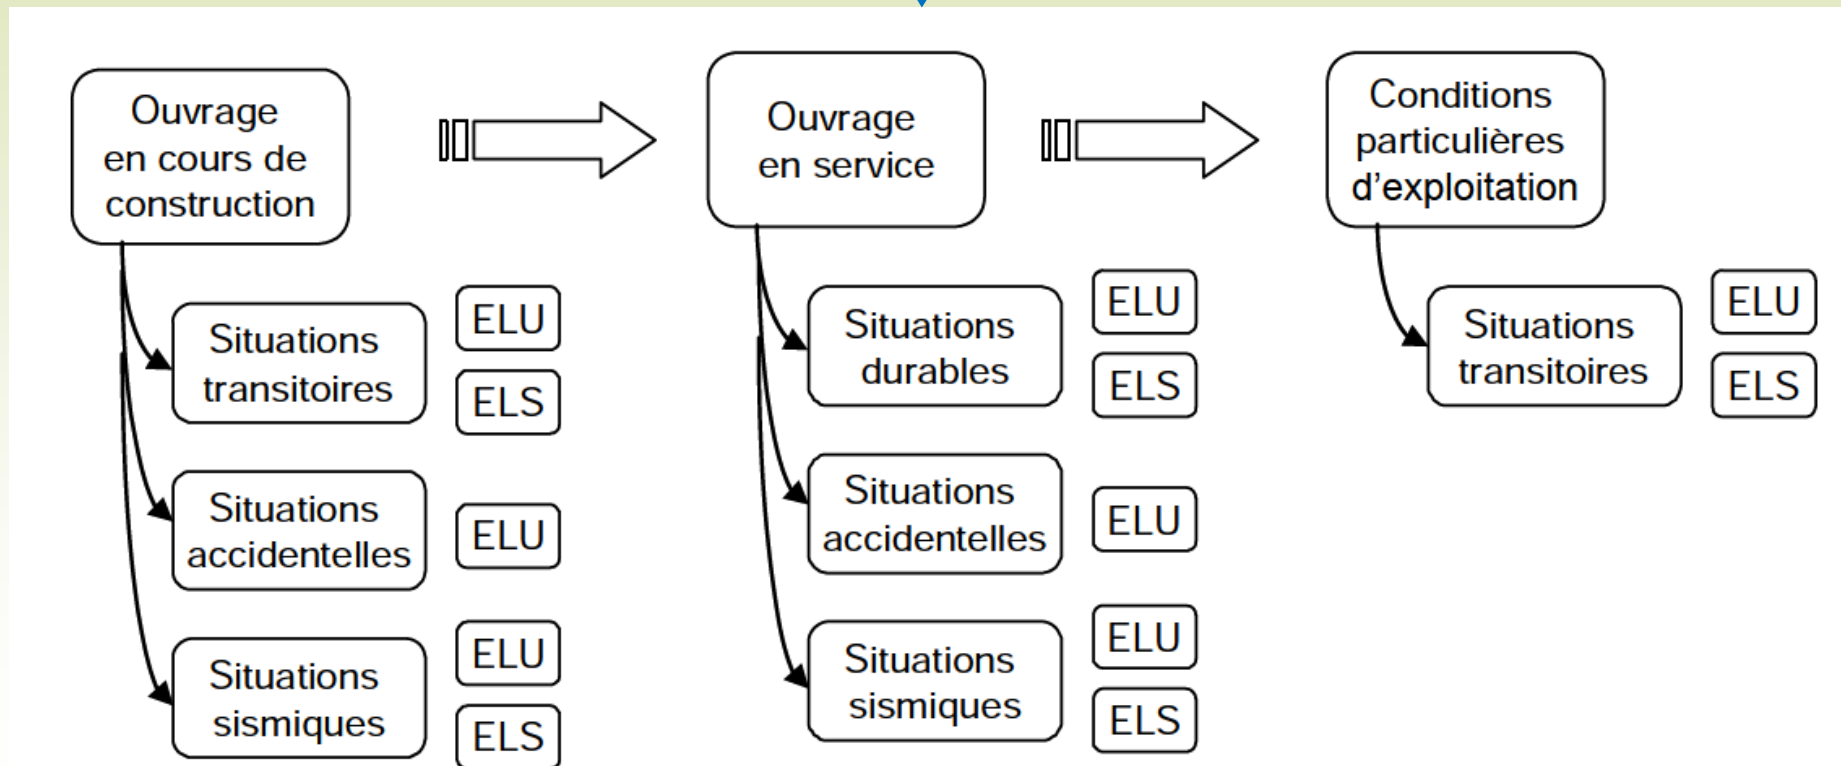 Ouvrage
en cours de
construction
Situations
transitoires
ELU
ELS
Situations
accidentelles
ELU
Situations
sismiques
ELU
ELS
Ouvrage
en service
Situations
durables
ELU
ELS
Situations
accidentelles
ELU
Situations
sismiques
ELU
ELS
Conditions
particulières
d'exploitation
Situations
transitoires
ELU
ELS